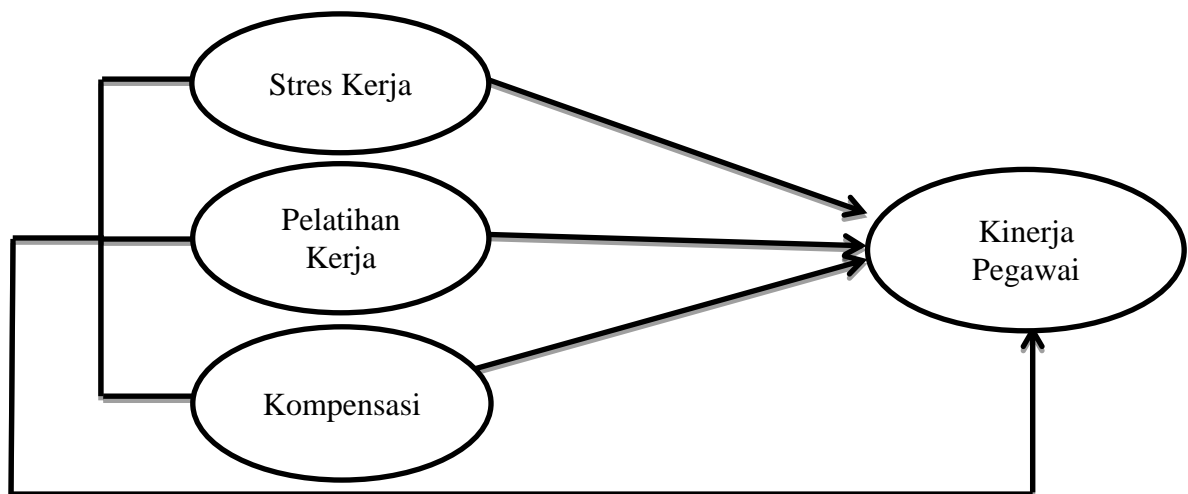 Stres Kerja
Pelatihan
Kerja
Kompensasi
Kinerja
Pegawai